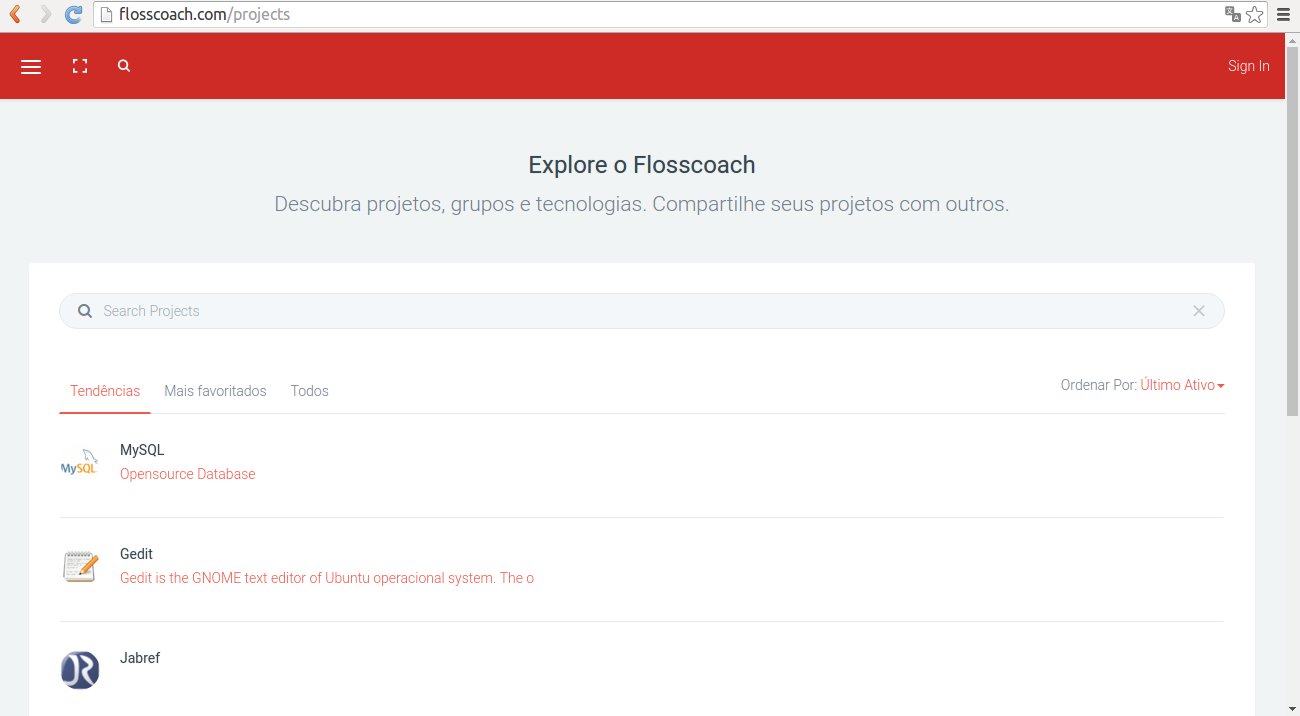 flosscoach.com/projects
Sign In
Explore o Flosscoach
Descubra projetos, grupos e tecnologias. Compartilhe seus projetos com outros.
Search Projects
Tendências Mais favoritados Todos Ordenar Por: Último Ativo
MySQL
MySQL
Opensource Database
Gedit
Gedit is the GNOME text editor of Ubuntu operacional system. The o
JR
Jabref